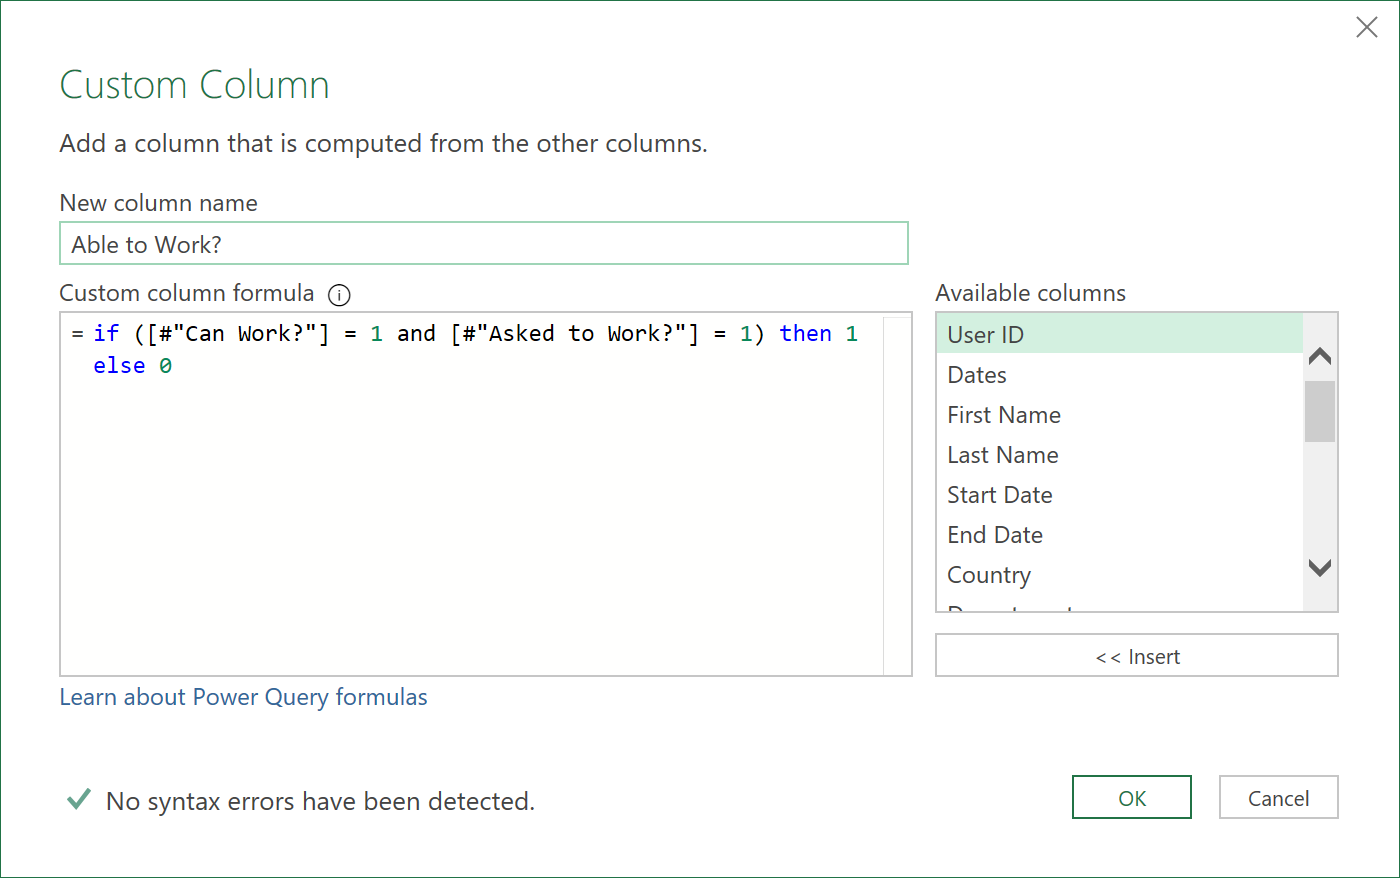 Custom Column
Add a column that is computed from the other columns.
New column name
Able to Work?
Custom column formula
= if ([#"Can Work?"] = 1 and [#"Asked to Work?"] = 1) then 1
else 0
Available columns
User ID
Dates
First Name
Last Name
Start Date
End Date
Country
<< Insert
Learn about Power Query formulas
No syntax errors have been detected.
OK
Cancel